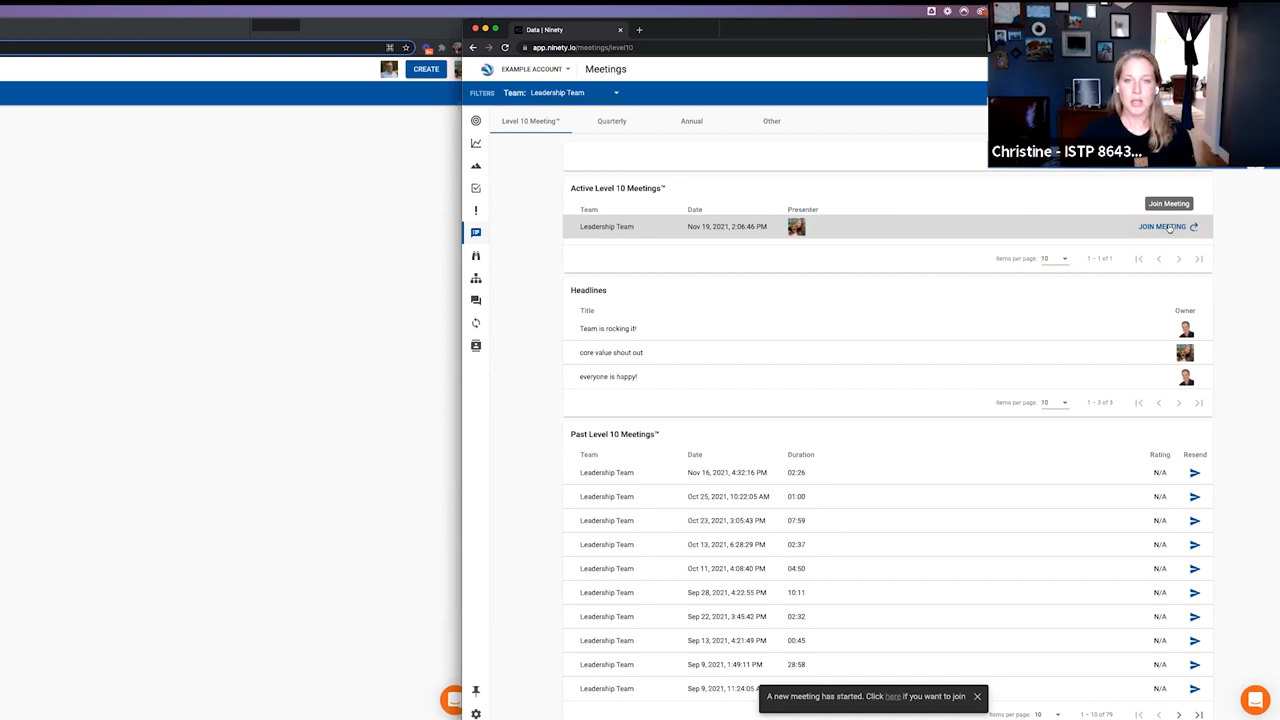 Data | Ninety
app.ninety.io/meetings/level10
CREATE
EXAMPLE ACCOUNT
Meetings
FILTERS Team: Leadership Team
Level 10 Meeting™ Quarterly Annual Other
Christine - ISTP 8643...
Active Level 10 Meetings™
Join Meeting
Team Date Presenter
Leadership Team Nov 19, 2021, 2:06:46 PM JOIN MEETING
Items per page: 10 1 – 1 of 1
Headlines
Title Owner
Team is rocking it!
core value shout out
everyone is happy!
Items per page: 10 1 – 3 of 3
Past Level 10 Meetings™
Team Date Duration Rating Resend
Leadership Team Nov 16, 2021, 4:32:16 PM 02:26 N/A
Leadership Team Oct 25, 2021, 10:22:05 AM 01:00 N/A
Leadership Team Oct 23, 2021, 3:05:43 PM 07:59 N/A
Leadership Team Oct 13, 2021, 6:28:29 PM 02:37 N/A
Leadership Team Oct 11, 2021, 4:08:40 PM 04:50 N/A
Leadership Team Sep 28, 2021, 4:22:55 PM 10:11 N/A
Leadership Team Sep 22, 2021, 3:45:42 PM 02:32 N/A
Leadership Team Sep 13, 2021, 4:21:49 PM 00:45 N/A
Leadership Team Sep 9, 2021, 1:49:11 PM 28:58 N/A
Leadership Team Sep 9, 2021, 11:24:05 N/A
A new meeting has started. Click here if you want to join
Items per page: 10 1 – 10 of 79